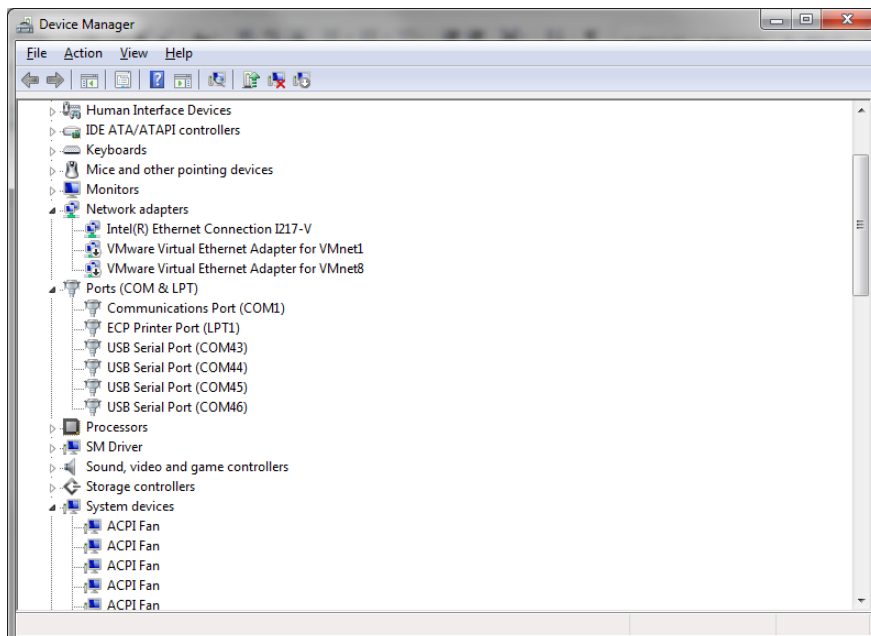 Device Manager
File Action View Help
Human Interface Devices
IDE ATA/ATAPI controllers
Keyboards
Mice and other pointing devices
Monitors
Network adapters
Intel(R) Ethernet Connection I217-V
VMware Virtual Ethernet Adapter for VMnet1
VMware Virtual Ethernet Adapter for VMnet8
Ports (COM & LPT)
Communications Port (COM1)
ECP Printer Port (LPT1)
USB Serial Port (COM43)
USB Serial Port (COM44)
USB Serial Port (COM45)
USB Serial Port (COM46)
Processors
SM Driver
Sound, video and game controllers
Storage controllers
System devices
ACPI Fan
ACPI Fan
ACPI Fan
ACPI Fan
ACPI Fan